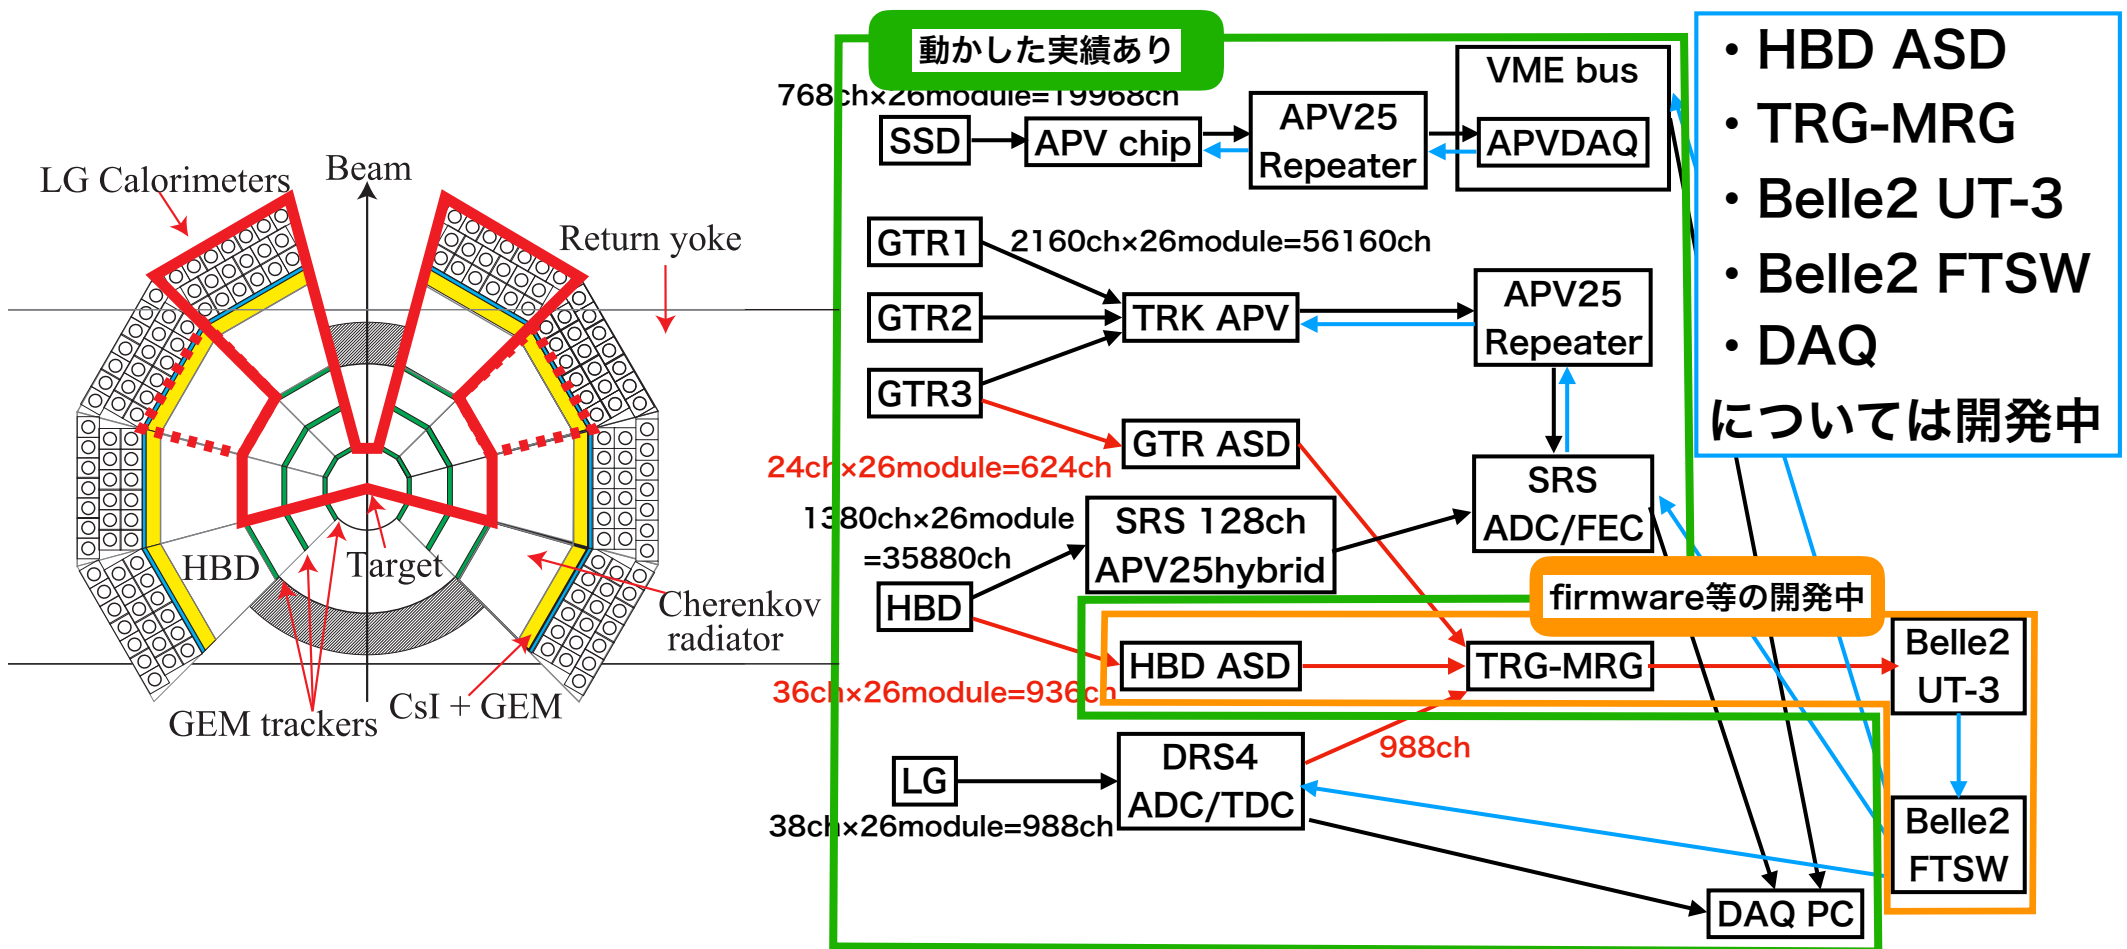 LG Calorimeters
Beam
Return yoke
HBD
Target
Cherenkov
radiator
GEM trackers
CsI + GEM
動かした実績あり
768ch×26module=19968ch
SSD
APV chip
APV25
Repeater
VME bus
APVDAQ
GTR1
2160ch×26module=56160ch
GTR2
TRK APV
APV25
Repeater
GTR3
GTR ASD
24ch×26module=624ch
SRS
ADC/FEC
1380ch×26module
=35880ch
SRS 128ch
APV25hybrid
HBD
firmware等の開発中
HBD ASD
TRG-MRG
Belle2
UT-3
36ch×26module=936ch
988ch
LG
DRS4
ADC/TDC
38ch×26module=988ch
Belle2
FTSW
DAQ PC
・HBD ASD
・TRG-MRG
・Belle2 UT-3
・Belle2 FTSW
・DAQ
については開発中